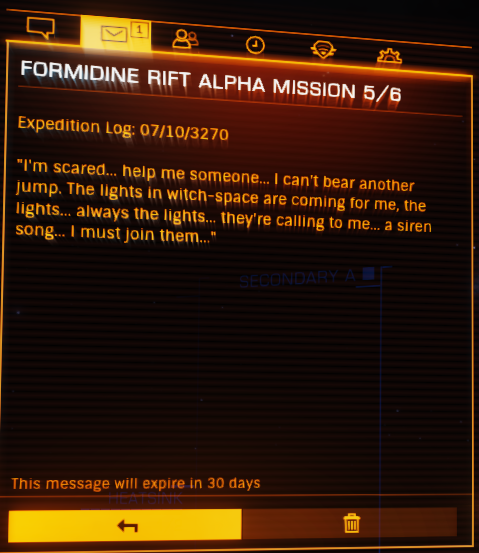 1
FORMIDINE RIFT ALPHA MISSION 5/6
Expedition Log: 07/10/3270
"I'm scared... help me someone... I can't bear another
jump. The lights in witch-space are coming for me, the
lights... always the lights... they're calling to me... a siren
song... I must join them..."
SECONDARY A
This message will expire in 30 days
HEATSINK